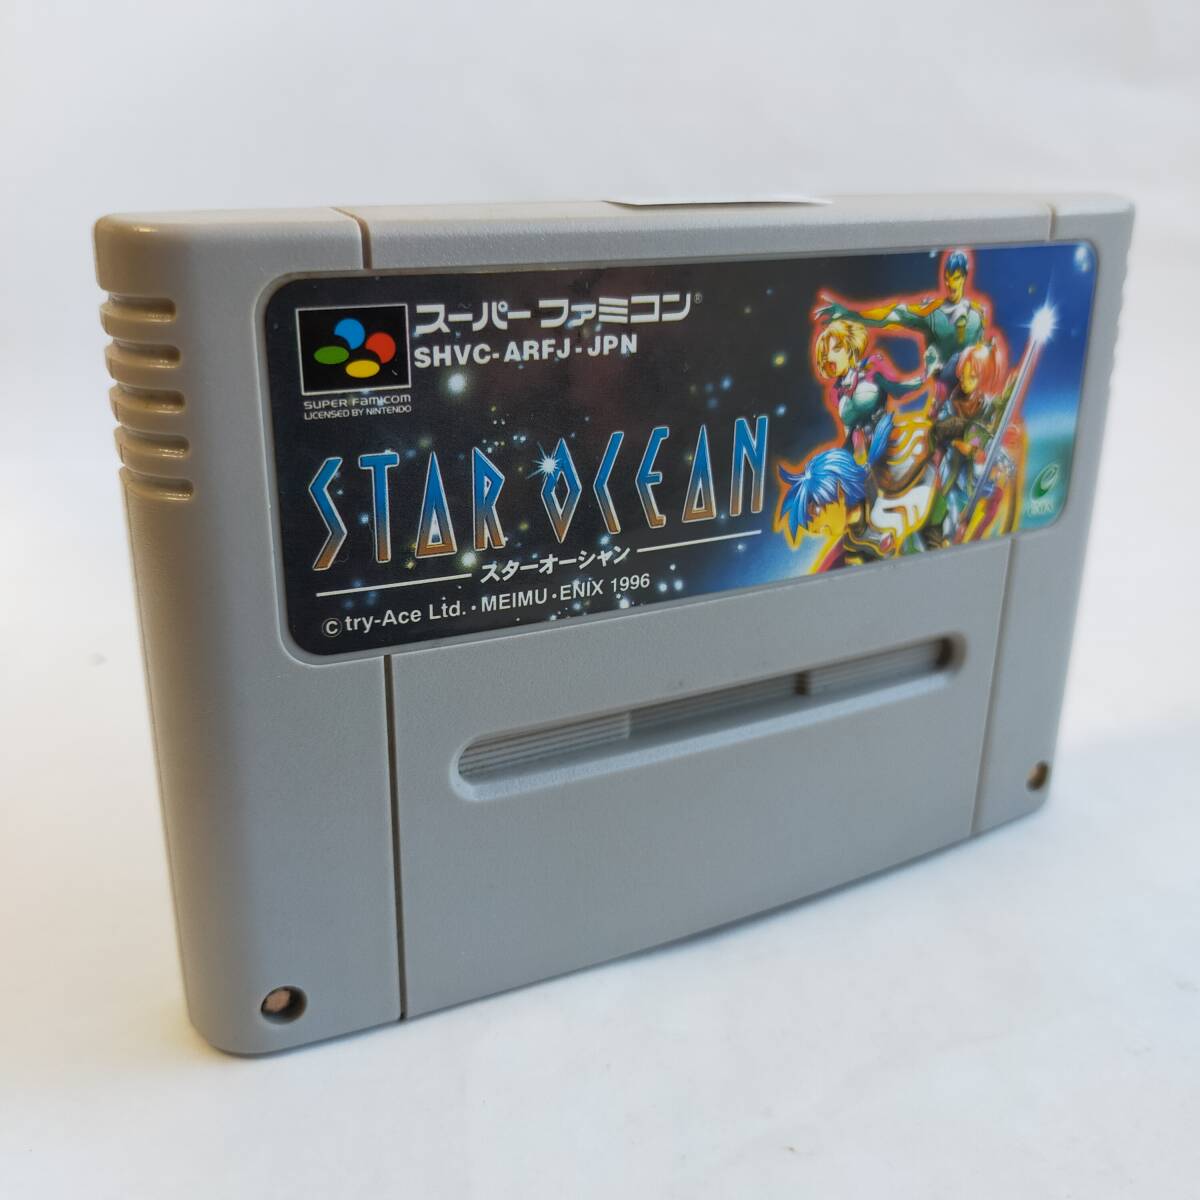 スーパーファミコン®
SHVC-ARFJ-JPN
SUPER FAMICOM
LICENSED BY NINTENDO
STAR OCEAN
スターオーシャン
©try-Ace Ltd.・MEIMU・ENIX 1996